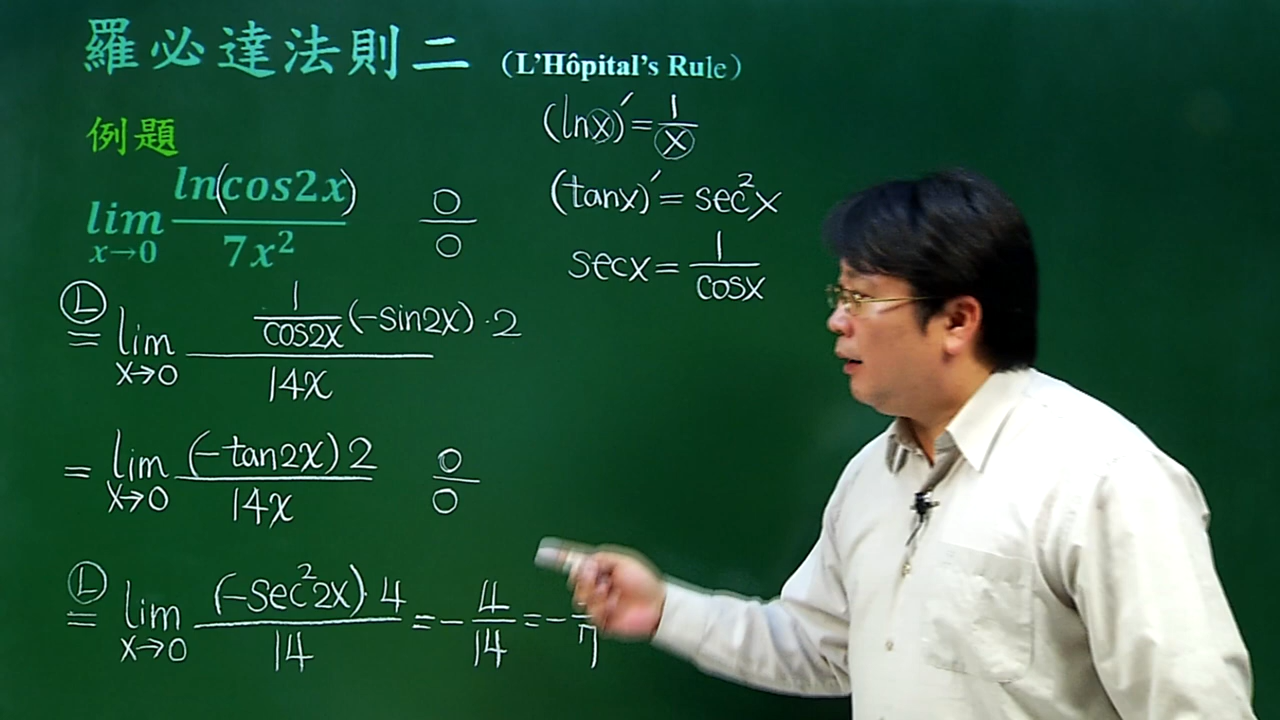 羅必達法則二 (L'Hôpital's Rule)
(lnx)′=1/x
例題
lim x→0 ln(cos2x)/7x² 0/0
(tanx)′=sec²x
secx=1/cosx
Ⓛ= lim x→0 1/cos2x(-sin2x)·2/14x
= lim x→0 (-tan2x)2/14x 0/0
Ⓛ= lim x→0 (-sec²2x)·4/14=-4/14=- /7